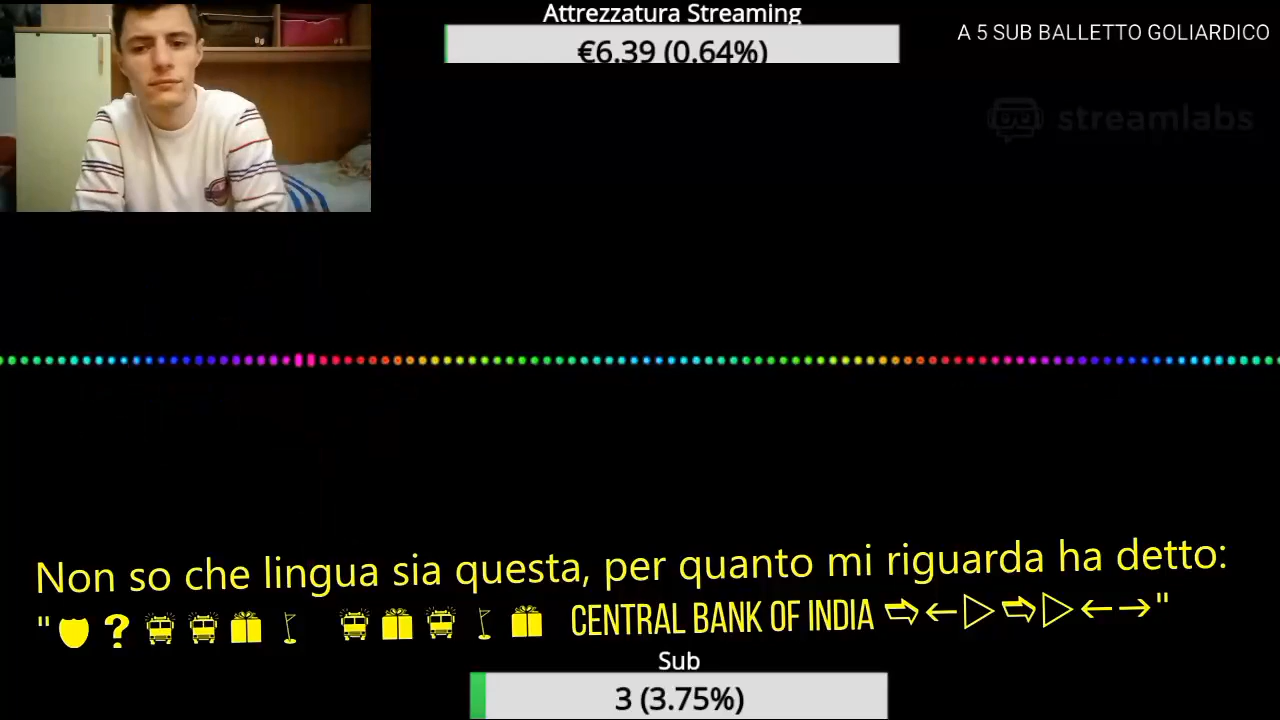 Attrezzatura Streaming
€6.39 (0.64%)
A 5 SUB BALLETTO GOLIARDICO
streamlabs
Non so che lingua sia questa, per quanto mi riguarda ha detto:
" ? CENTRAL BANK OF INDIA ⇨←▷⇨▷←→"
Sub
3 (3.75%)